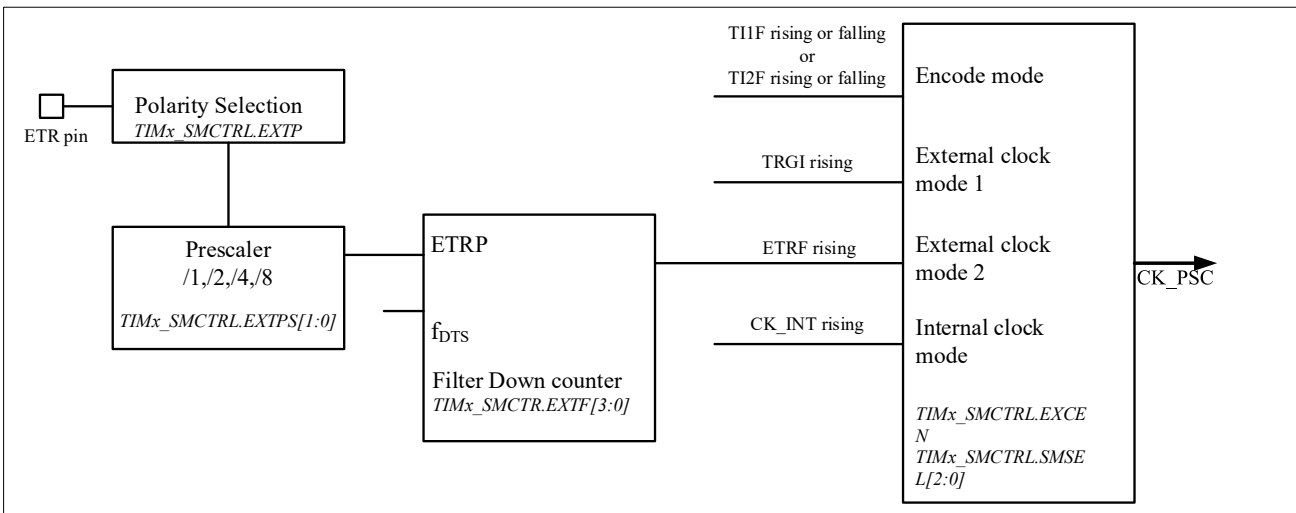 TI1F rising or falling
or
TI2F rising or falling
Encode mode
Polarity Selection
TIMx_SMCTRL.EXTP
ETR pin
TRGI rising
External clock
mode 1
Prescaler
/1,/2,/4,/8
TIMx_SMCTRL.EXTPS[1:0]
ETRP
fDTS
Filter Down counter
TIMx_SMCTR.EXTF[3:0]
ETRF rising
External clock
mode 2
CK_PSC
CK_INT rising
Internal clock
mode
TIMx_SMCTRL.EXCE
N
TIMx_SMCTRL.SMSE
L[2:0]